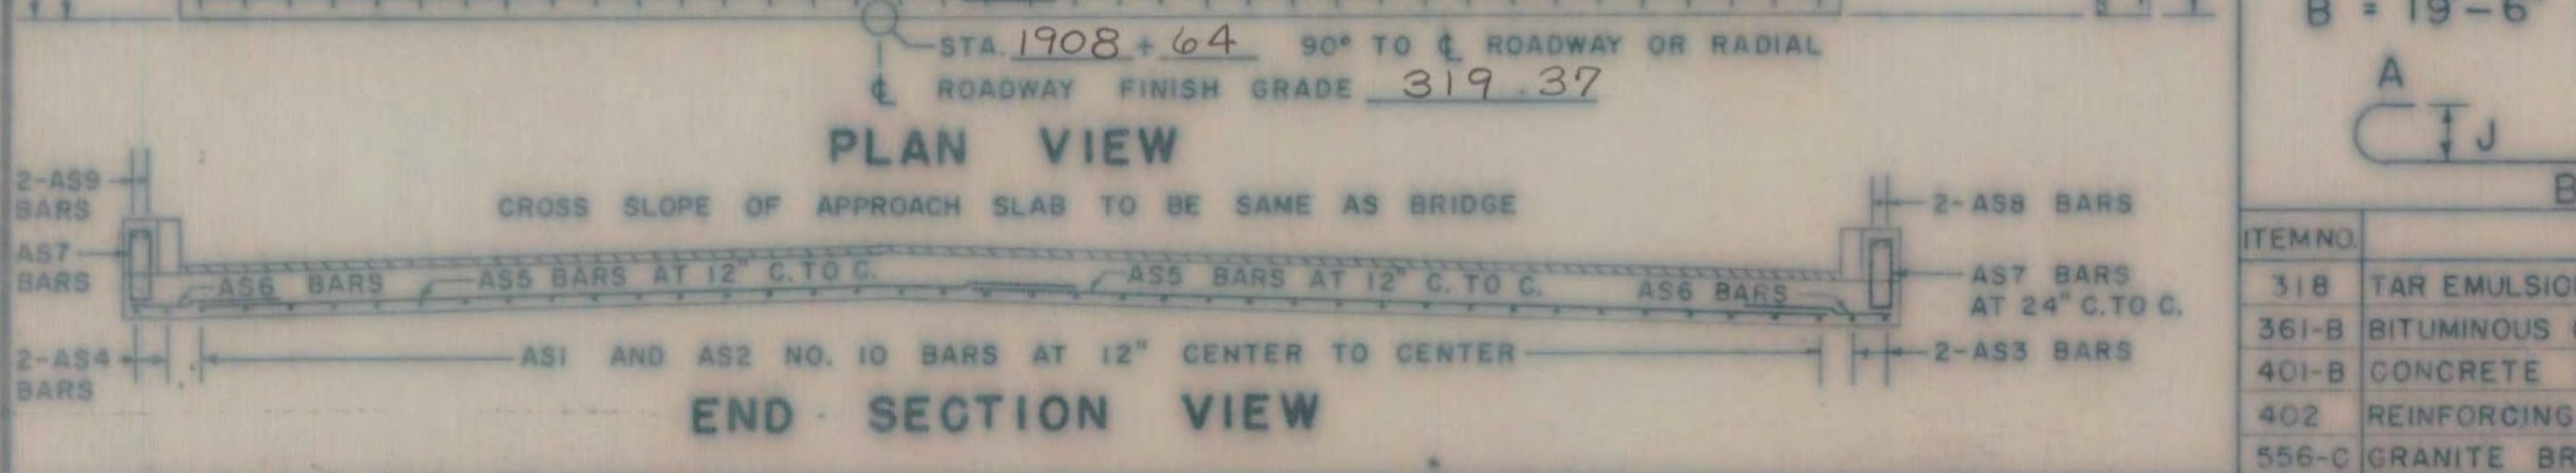 STA. 1908 + 64 90° TO ℄ ROADWAY OR RADIAL
℄ ROADWAY FINISH GRADE 319.37
PLAN VIEW
CROSS SLOPE OF APPROACH SLAB TO BE SAME AS BRIDGE
2-AS9
BARS
AS7
BARS
AS6 BARS
AS5 BARS AT 12" C. TO C.
AS5 BARS AT 12" C. TO C.
AS6 BARS
2-AS8 BARS
AS7 BARS
AT 24" C. TO C.
2-AS4
BARS
AS1 AND AS2 NO. 10 BARS AT 12" CENTER TO CENTER
2-AS3 BARS
END SECTION VIEW
B = 19'-6"
A
J
B
ITEM NO.
318 TAR EMULSIO
361-B BITUMINOUS
401-B CONCRETE
402 REINFORCING
556-C GRANITE BR